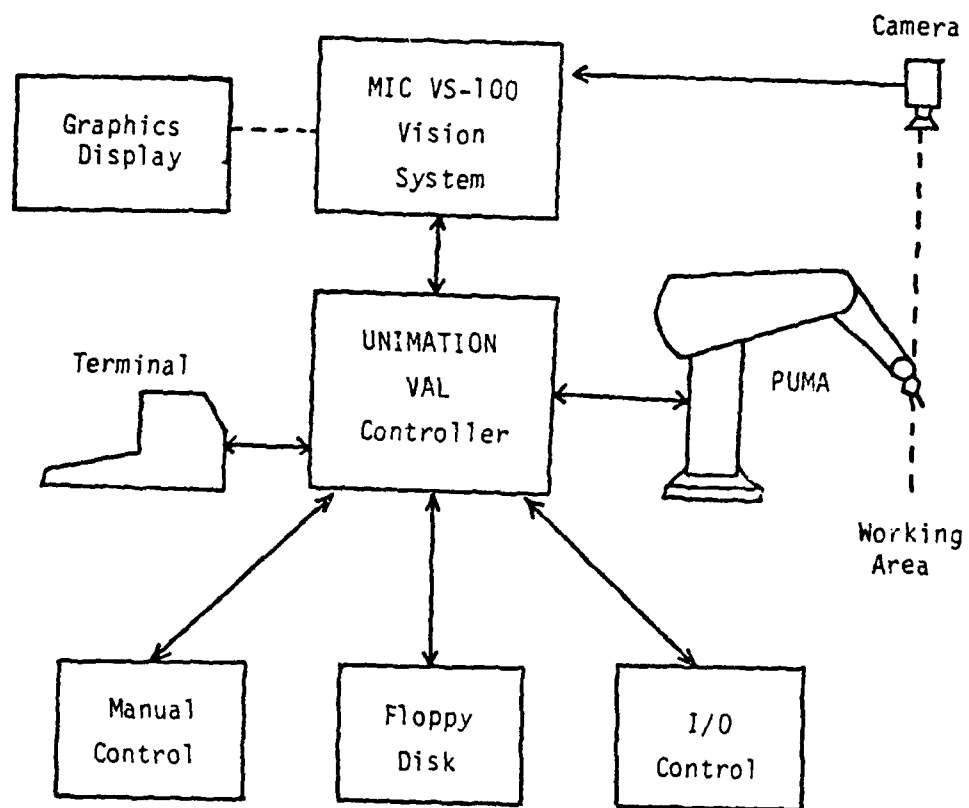 Camera
MIC VS-100
Vision
System
Graphics
Display
UNIMATION
VAL
Controller
Terminal
PUMA
Working
Area
Manual
Control
Floppy
Disk
I/O
Control